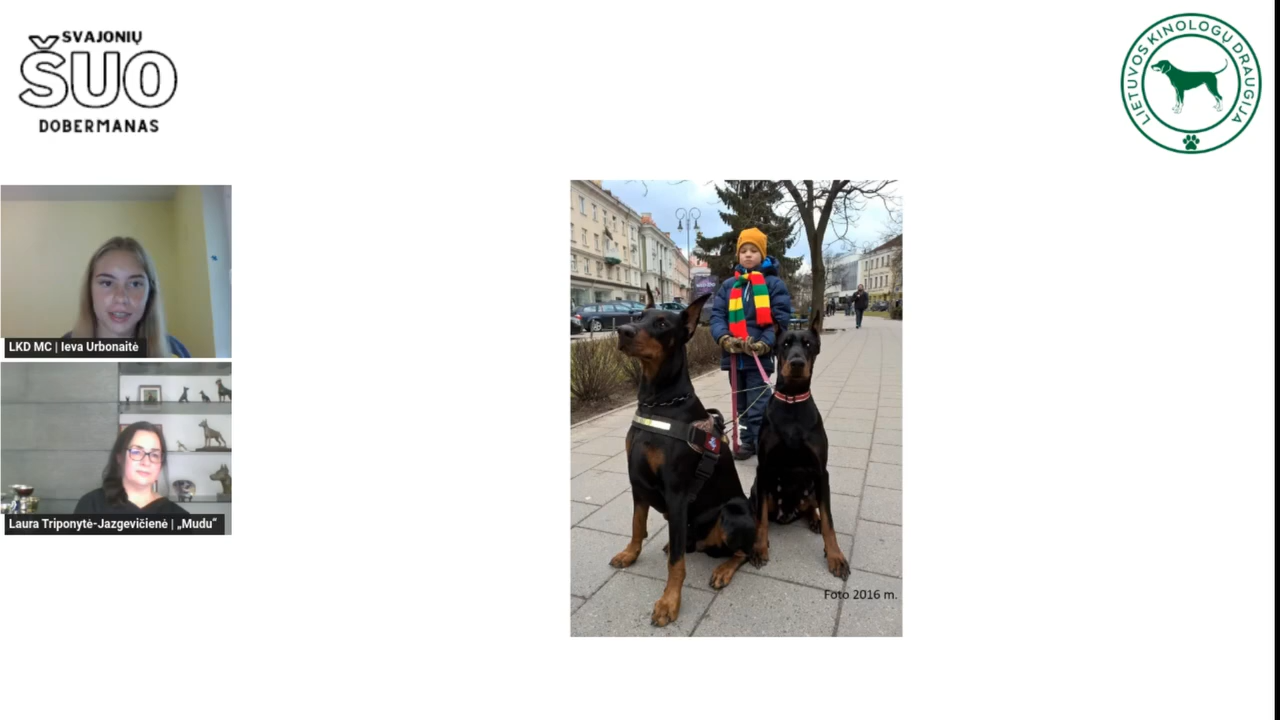 SVAJONIŲ
ŠUO
DOBERMANAS
LIETUVOS KINOLOGŲ DRAUGIJA
LKD MC | Ieva Urbonaitė
Laura Triponytė-Jazgevičienė | „Mudu“
Foto 2016 m.